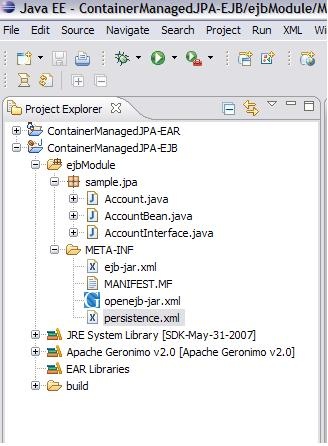 Java EE - ContainerManagedJPA-EJB/ejbModule/M
File Edit Source Navigate Search Project Run XML Win
Project Explorer
ContainerManagedJPA-EAR
ContainerManagedJPA-EJB
ejbModule
sample.jpa
Account.java
AccountBean.java
AccountInterface.java
META-INF
ejb-jar.xml
MANIFEST.MF
openejb-jar.xml
persistence.xml
JRE System Library [SDK-May-31-2007]
Apache Geronimo v2.0 [Apache Geronimo v2.0]
EAR Libraries
build